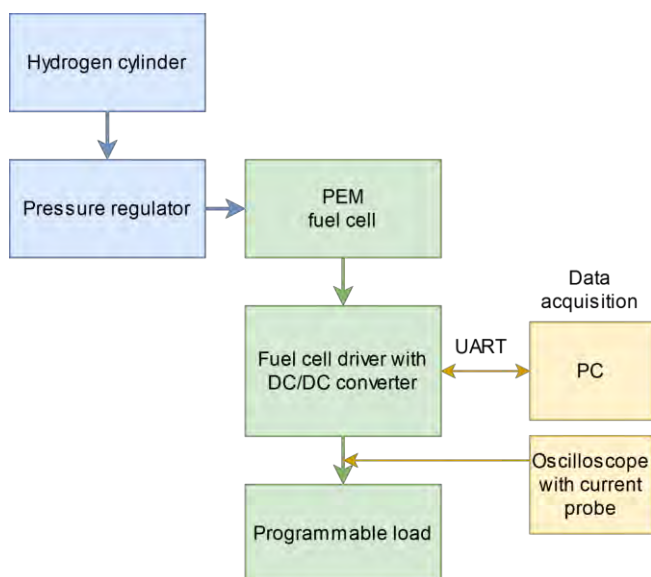 Hydrogen cylinder
Pressure regulator
PEM
fuel cell
Data
acquisition
Fuel cell driver with
DC/DC converter
UART
PC
Oscilloscope
with current
probe
Programmable load